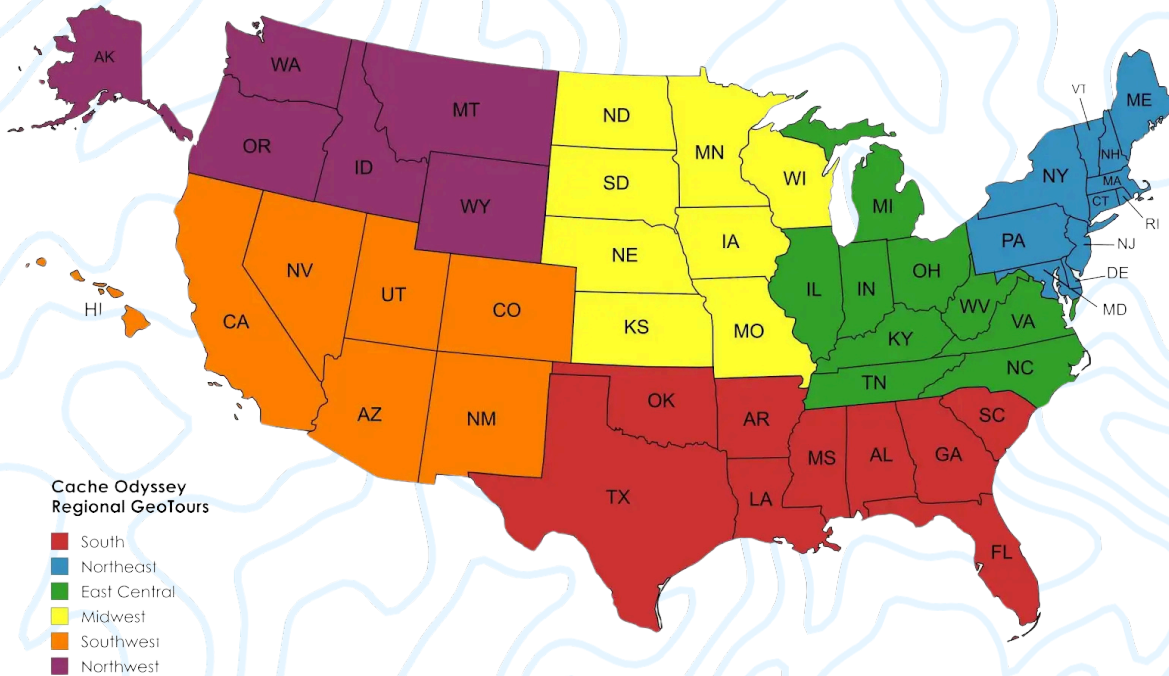 AK
WA
MT
ND
MN
VT
ME
OR
ID
SD
WI
NH
NY
MA
WY
MI
CT
RI
IA
PA
NJ
NE
NV
OH
DE
UT
IL
IN
HI
CO
WV
MD
CA
KS
MO
KY
VA
NC
TN
OK
AZ
NM
AR
SC
MS
AL
GA
TX
LA
FL
Cache Odyssey
Regional GeoTours
South
Northeast
East Central
Midwest
Southwest
Northwest